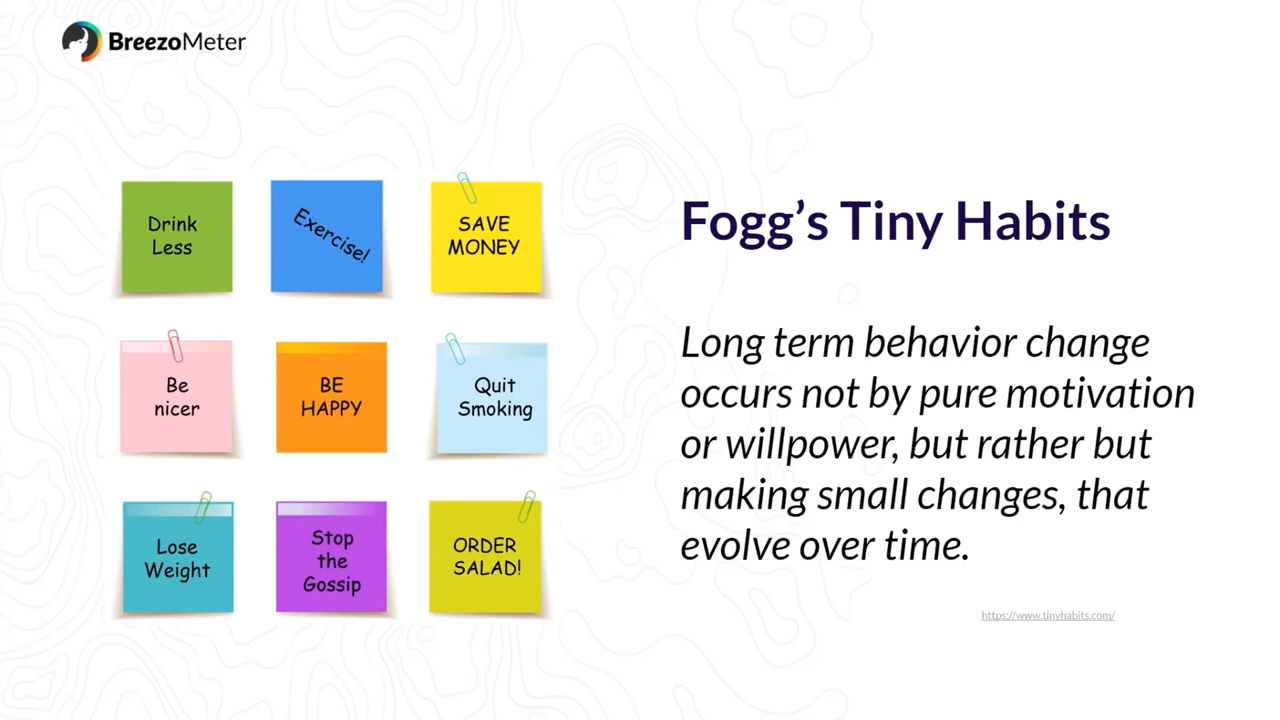 BreezoMeter
Drink
Less
Exercise!
SAVE
MONEY
Be
nicer
BE
HAPPY
Quit
Smoking
Lose
Weight
Stop
the
Gossip
ORDER
SALAD!
Fogg's Tiny Habits
Long term behavior change
occurs not by pure motivation
or willpower, but rather but
making small changes, that
evolve over time.
https://www.tinyhabits.com/